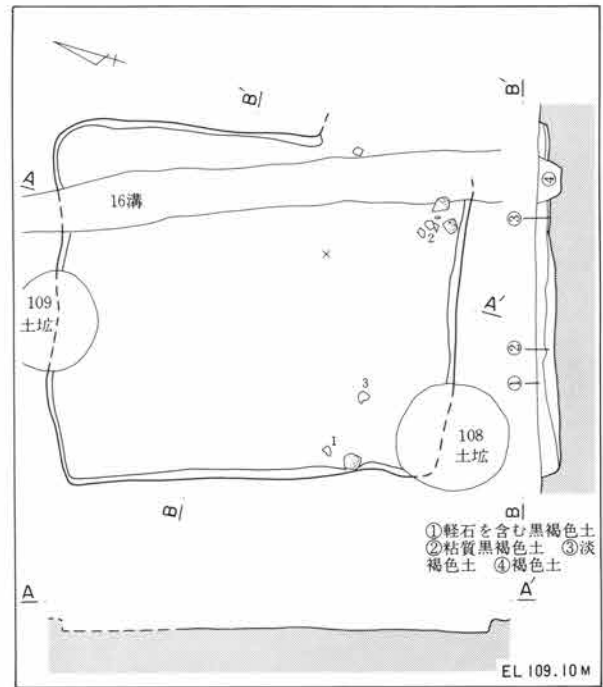 B′
B′
A
16溝
④
③
2
4
109
土坑
A′
②
3
①
108
土坑
1
B
B
①軽石を含む黒褐色土
②粘質黒褐色土 ③淡
褐色土 ④褐色土
A
A′
EL 109.10M